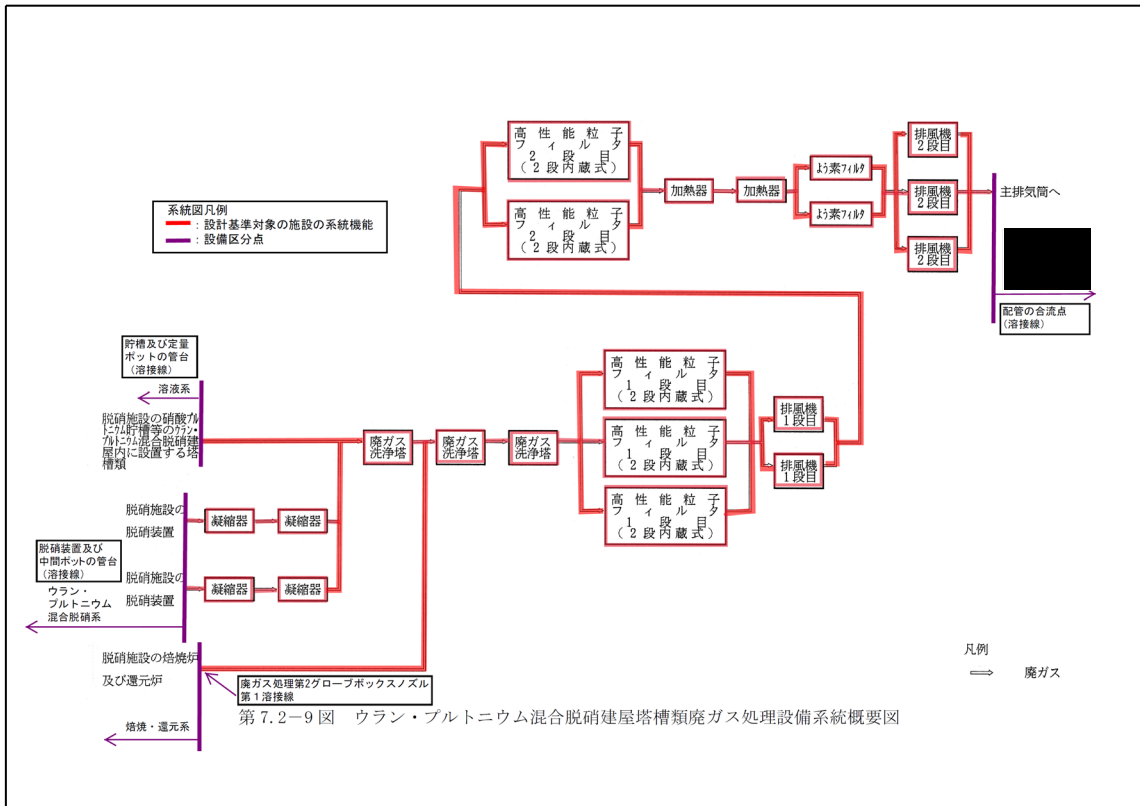 高性能粒子
フィルタ
2段目
(2段内蔵式)
高性能粒子
フィルタ
2段目
(2段内蔵式)
加熱器
加熱器
よう素フィルタ
よう素フィルタ
排風機
2段目
排風機
2段目
排風機
2段目
主排気筒へ
配管の合流点
(溶接線)
系統図凡例
：設計基準対象の施設の系統機能
：設備区分点
貯槽及び定量
ポットの管台
(溶接線)
溶液系
脱硝施設の硝酸プル
トニウム貯槽等のウラン・
プルトニウム混合脱硝建
屋内に設置する塔
槽類
廃ガス
洗浄塔
廃ガス
洗浄塔
廃ガス
洗浄塔
高性能粒子
フィルタ
1段目
(2段内蔵式)
高性能粒子
フィルタ
1段目
(2段内蔵式)
高性能粒子
フィルタ
1段目
(2段内蔵式)
排風機
1段目
排風機
1段目
脱硝施設の
脱硝装置
凝縮器
凝縮器
脱硝装置及び
中間ポットの管台
(溶接線)
脱硝施設の
脱硝装置
凝縮器
凝縮器
ウラン・
プルトニウム
混合脱硝系
脱硝施設の焙焼炉
及び還元炉
廃ガス処理第2グローブボックスノズル
第1溶接線
焙焼・還元系
凡例
廃ガス
第7.2－9図　ウラン・プルトニウム混合脱硝建屋塔槽類廃ガス処理設備系統概要図